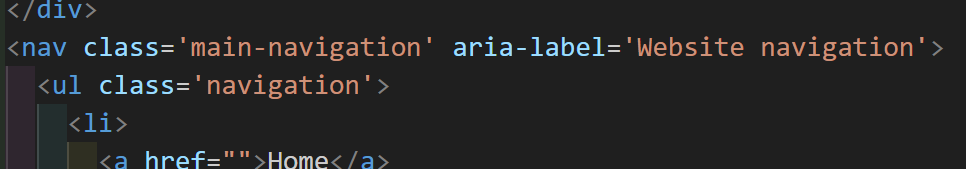 </div>
<nav class='main-navigation' aria-label='Website navigation'>
<ul class='navigation'>
<li>
<a href="">Home</a>